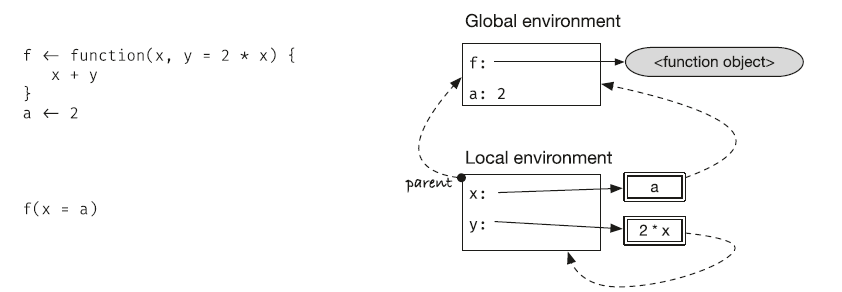 f ← function(x, y = 2 * x) {
x + y
}
a ← 2
f(x = a)
Global environment
f:
<function object>
a: 2
Local environment
parent
x:
a
y:
2 * x